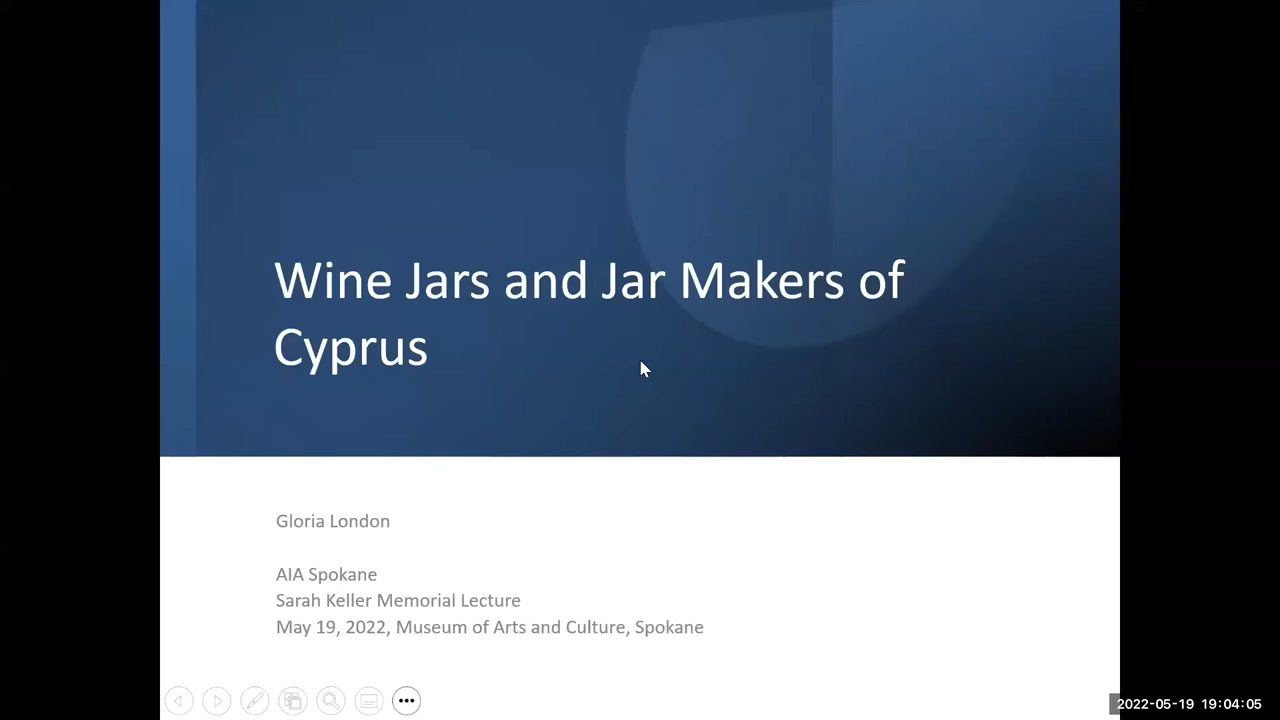 Wine Jars and Jar Makers of
Cyprus
Gloria London
AIA Spokane
Sarah Keller Memorial Lecture
May 19, 2022, Museum of Arts and Culture, Spokane
2022-05-19 19:04:05